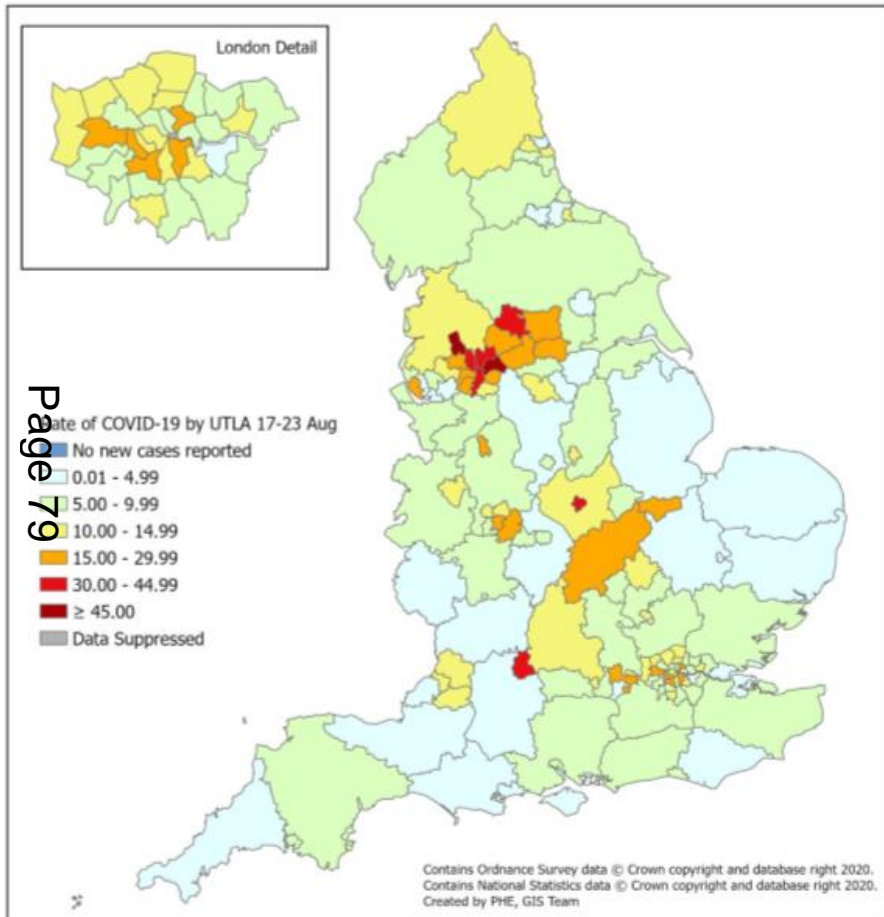 London Detail
Page 79
Rate of COVID-19 by UTLA 17-23 Aug
No new cases reported
0.01 - 4.99
5.00 - 9.99
10.00 - 14.99
15.00 - 29.99
30.00 - 44.99
≥ 45.00
Data Suppressed
Contains Ordnance Survey data © Crown copyright and database right 2020.
Contains National Statistics data © Crown copyright and database right 2020.
Created by PHE, GIS Team